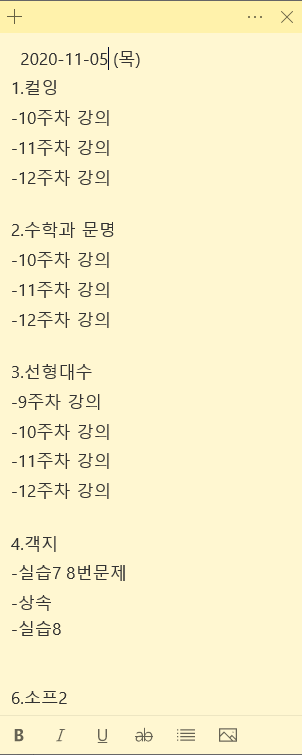 2020-11-05 (목)
1.컬잉
-10주차 강의
-11주차 강의
-12주차 강의
2.수학과 문명
-10주차 강의
-11주차 강의
-12주차 강의
3.선형대수
-9주차 강의
-10주차 강의
-11주차 강의
-12주차 강의
4.객지
-실습7 8번문제
-상속
-실습8
6.소프2
B I U ab